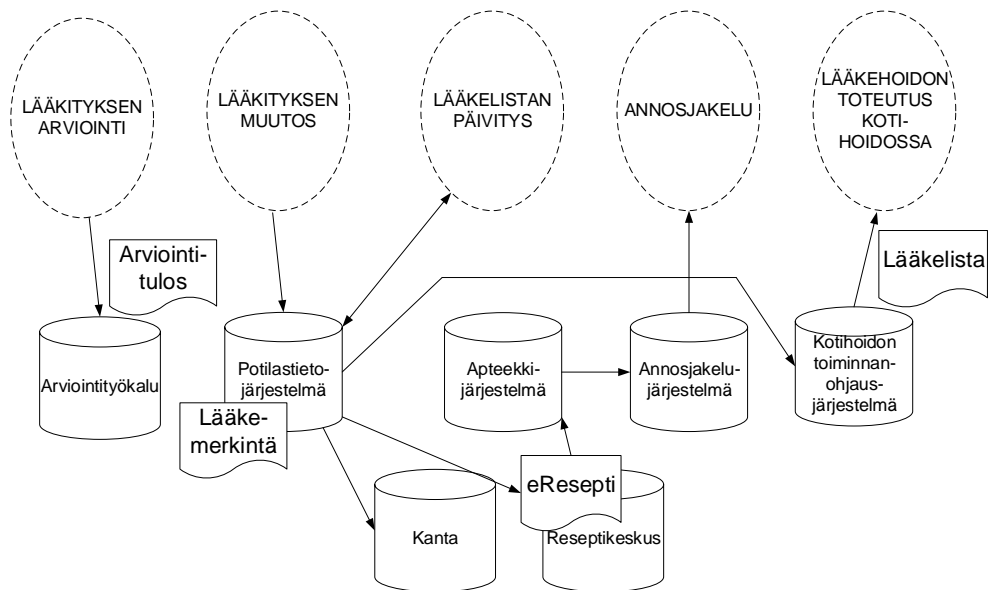 LÄÄKITYKSEN
ARVIOINTI
LÄÄKITYKSEN
MUUTOS
LÄÄKELISTAN
PÄIVITYS
ANNOSJAKELU
LÄÄKEHOIDON
TOTEUTUS
KOTI-
HOIDOSSA
Arviointi-
tulos
Lääkelista
Arviointityökalu
Potilastieto-
järjestelmä
Apteekki-
järjestelmä
Annosjakelu-
järjestelmä
Kotihoidon
toiminnan-
ohjaus-
järjestelmä
Lääke-
merkintä
eResepti
Kanta
Reseptikeskus